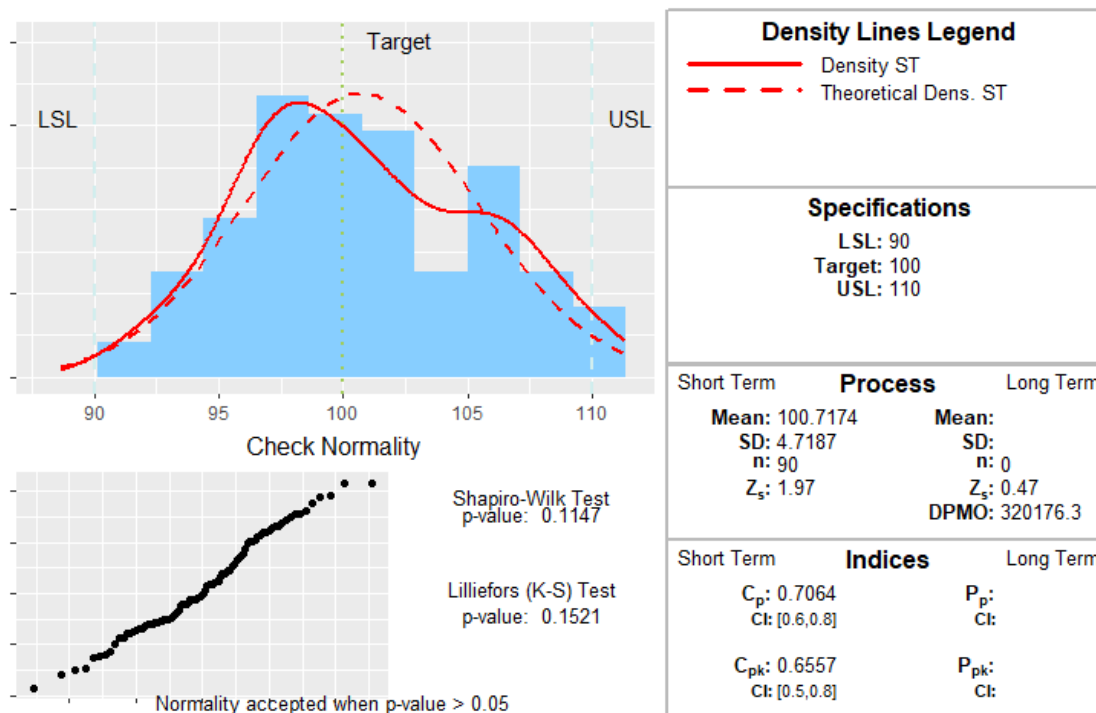 Target
LSL
USL
90
95
100
105
110
Check Normality
Shapiro-Wilk Test
p-value: 0.1147
Lilliefors (K-S) Test
p-value: 0.1521
Normality accepted when p-value > 0.05
Density Lines Legend
Density ST
Theoretical Dens. ST
Specifications
LSL: 90
Target: 100
USL: 110
Short Term Process Long Term
Mean: 100.7174 Mean:
SD: 4.7187 SD:
n: 90 n: 0
Zs: 1.97 Zs: 0.47
DPMO: 320176.3
Short Term Indices Long Term
Cp: 0.7064 Pp:
CI: [0.6,0.8] CI:
Cpk: 0.6557 Ppk:
CI: [0.5,0.8] CI: